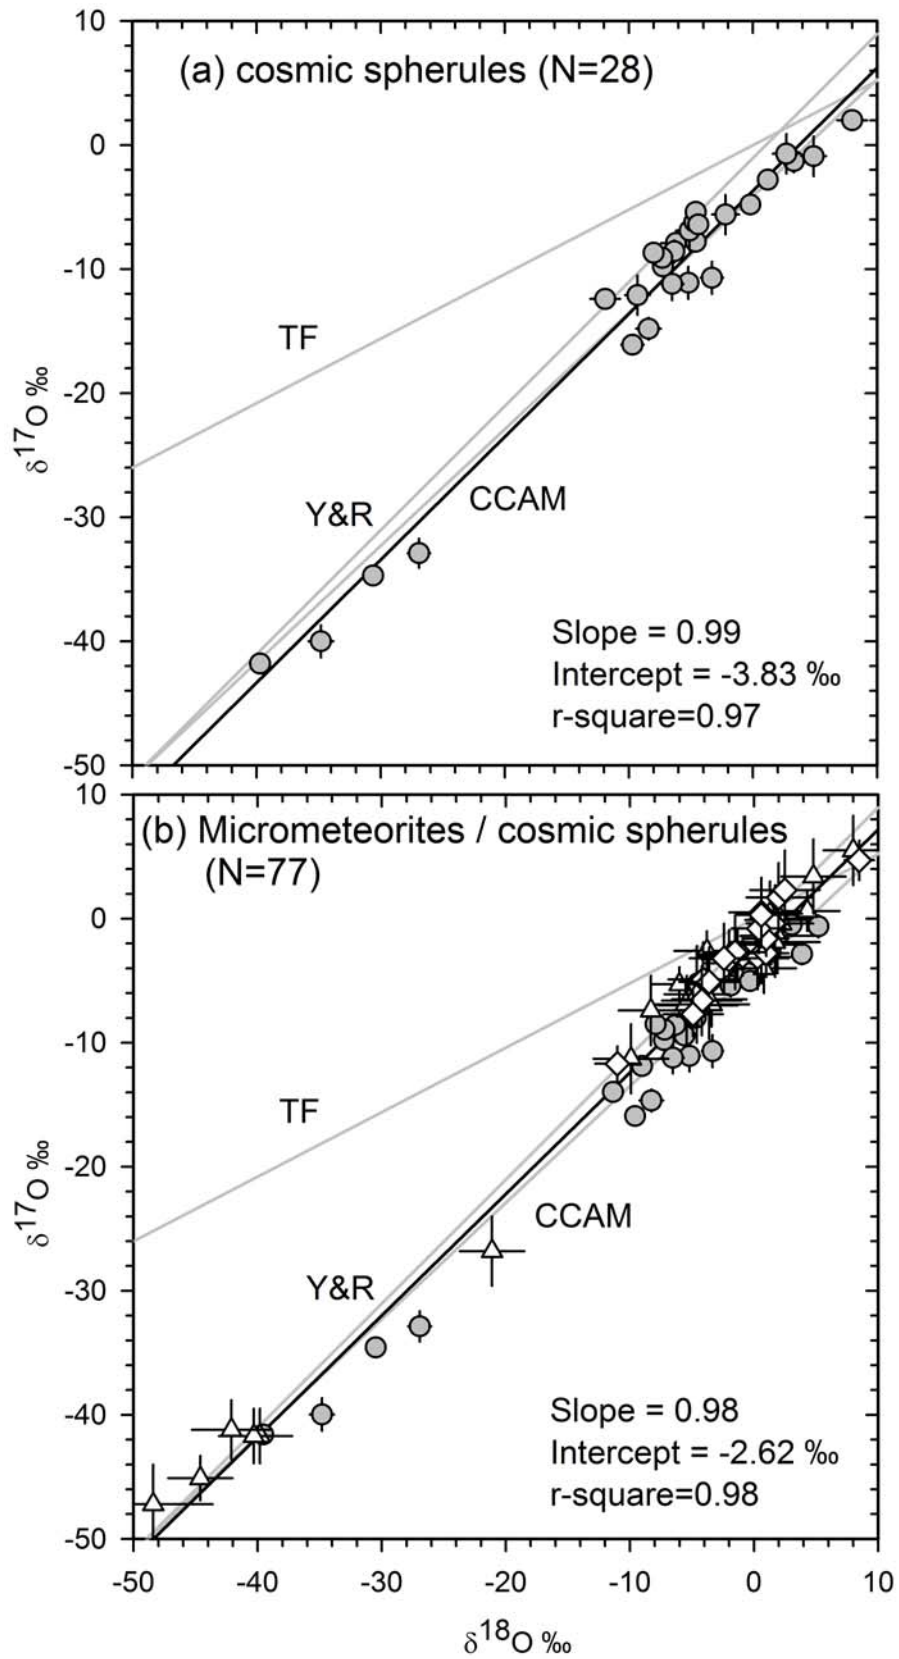 10
(a) cosmic spherules (N=28)
0
-10
TF
-20
δ17O ‰
-30
Y&R
CCAM
-40
Slope = 0.99
Intercept = -3.83 ‰
r-square=0.97
-50
10
(b) Micrometeorites / cosmic spherules
(N=77)
0
-10
TF
-20
δ17O ‰
CCAM
-30
Y&R
-40
Slope = 0.98
Intercept = -2.62 ‰
r-square=0.98
-50
-50 -40 -30 -20 -10 0 10
δ18O ‰